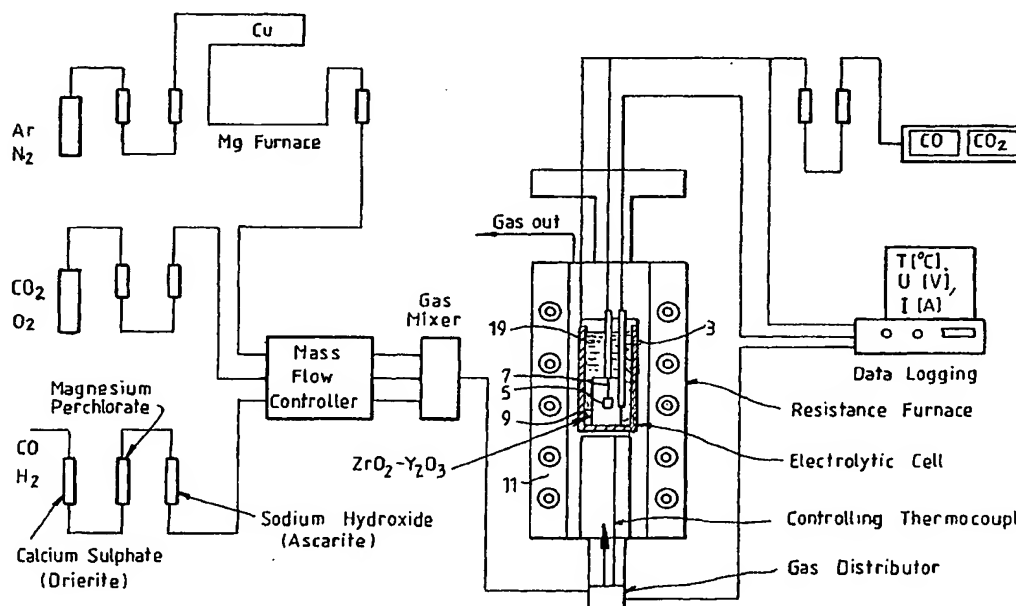 Cu
Ar
N2
Mg Furnace
CO CO2
Gas out
T[°C].
U [V],
I [A]
CO2
O2
Gas
Mixer
19
3
Mass
Flow
Controller
7
5
9
Data Logging
Magnesium
Perchlorate
Resistance Furnace
CO
H2
ZrO2-Y2O3
Electrolytic Cell
11
Sodium Hydroxide
(Ascarite)
Controlling Thermocoupl
Calcium Sulphate
(Drierite)
Gas Distributor